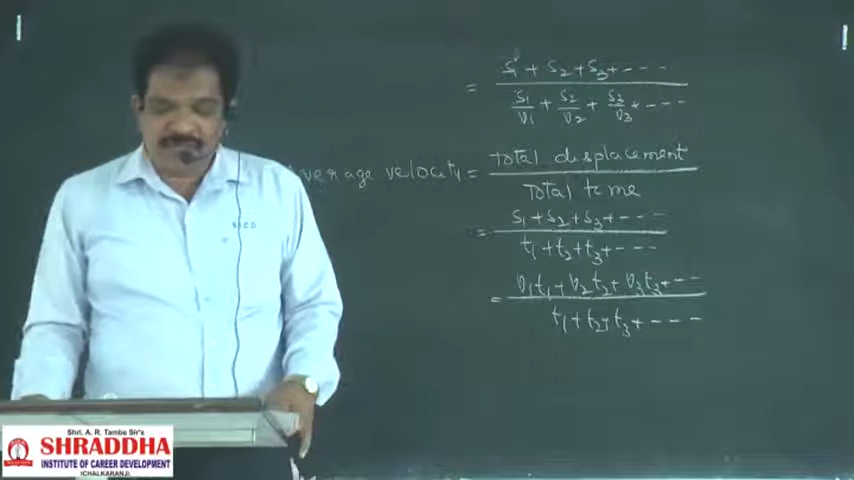 = S1 + S2 + S3 + - - - -
S1/V1 + S2/V2 + S3/V3 + - - - -
verage velocity = Total displacement
Total time
= S1 + S2 + S3 + - - - -
t1 + t2 + t3 + - - - -
= V1t1 + V2t2 + V3t3 + - - -
t1 + t2 + t3 + - - - -
Shri. A. R. Tambe Sir's
SHRADDHA
INSTITUTE OF CAREER DEVELOPMENT
ICHALKARANJI.